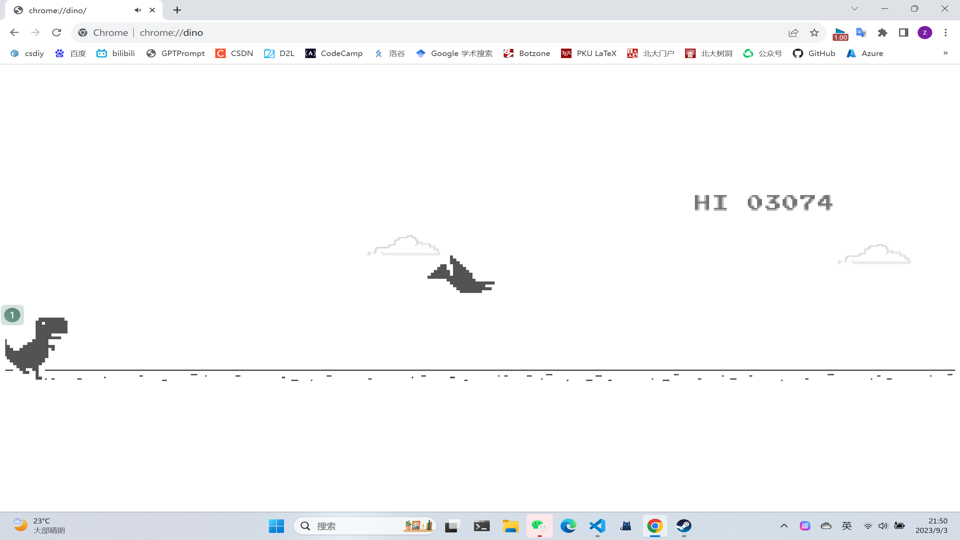 chrome://dino/
Chrome | chrome://dino
1.00
z
csdiy 百度 bilibili GPTPrompt CSDN D2L CodeCamp 洛谷 Google 学术搜索 Botzone PKU LaTeX 北大门户 北大树洞 公众号 GitHub Azure »
HI 03074
1
23°C
大部晴朗
搜索
英
21:50
2023/9/3